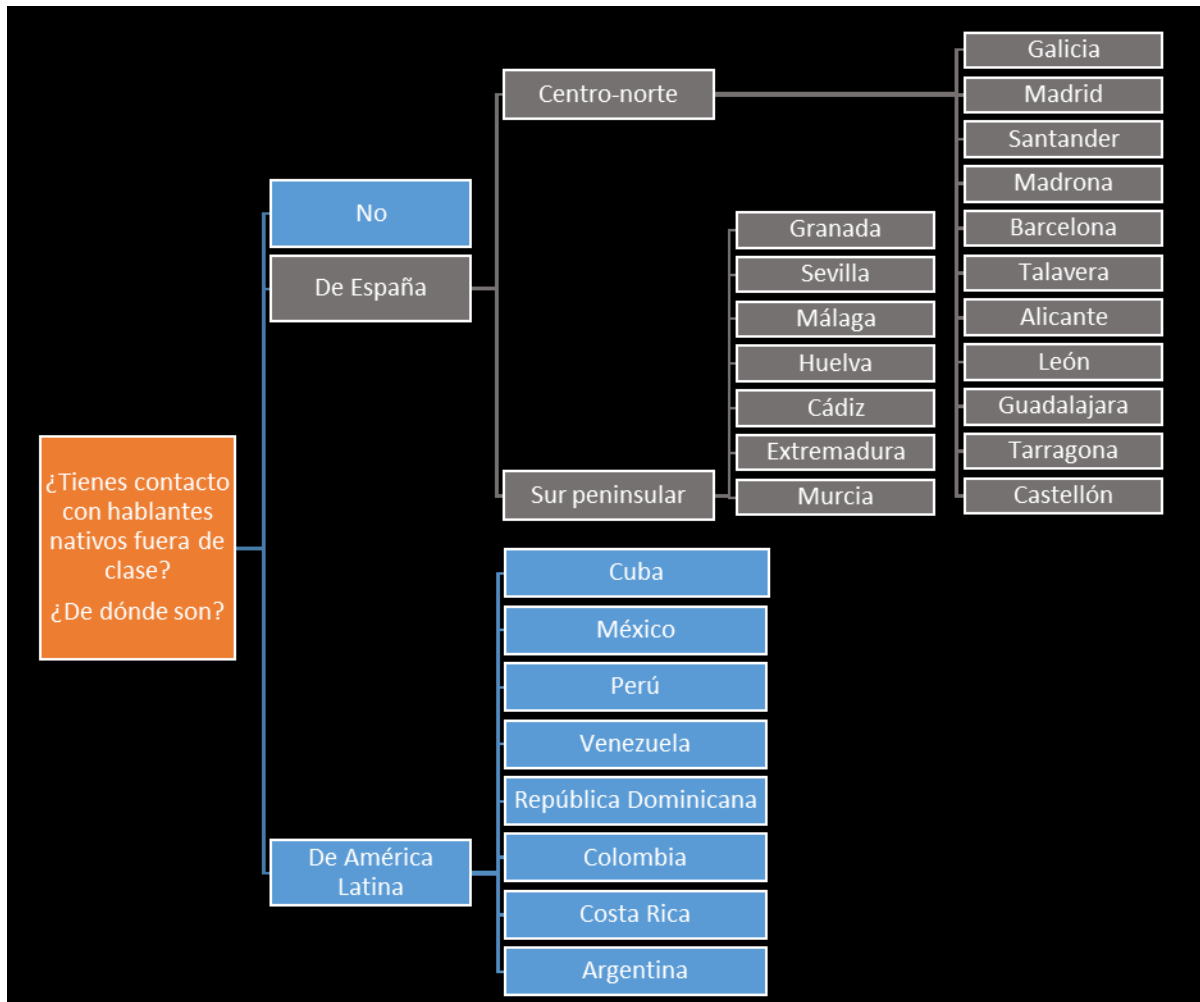 ¿Tienes contacto
con hablantes
nativos fuera de
clase?
¿De dónde son?
No
De España
Centro-norte
Galicia
Madrid
Santander
Madrona
Barcelona
Talavera
Alicante
León
Guadalajara
Tarragona
Castellón
Sur peninsular
Granada
Sevilla
Málaga
Huelva
Cádiz
Extremadura
Murcia
De América
Latina
Cuba
México
Perú
Venezuela
República Dominicana
Colombia
Costa Rica
Argentina